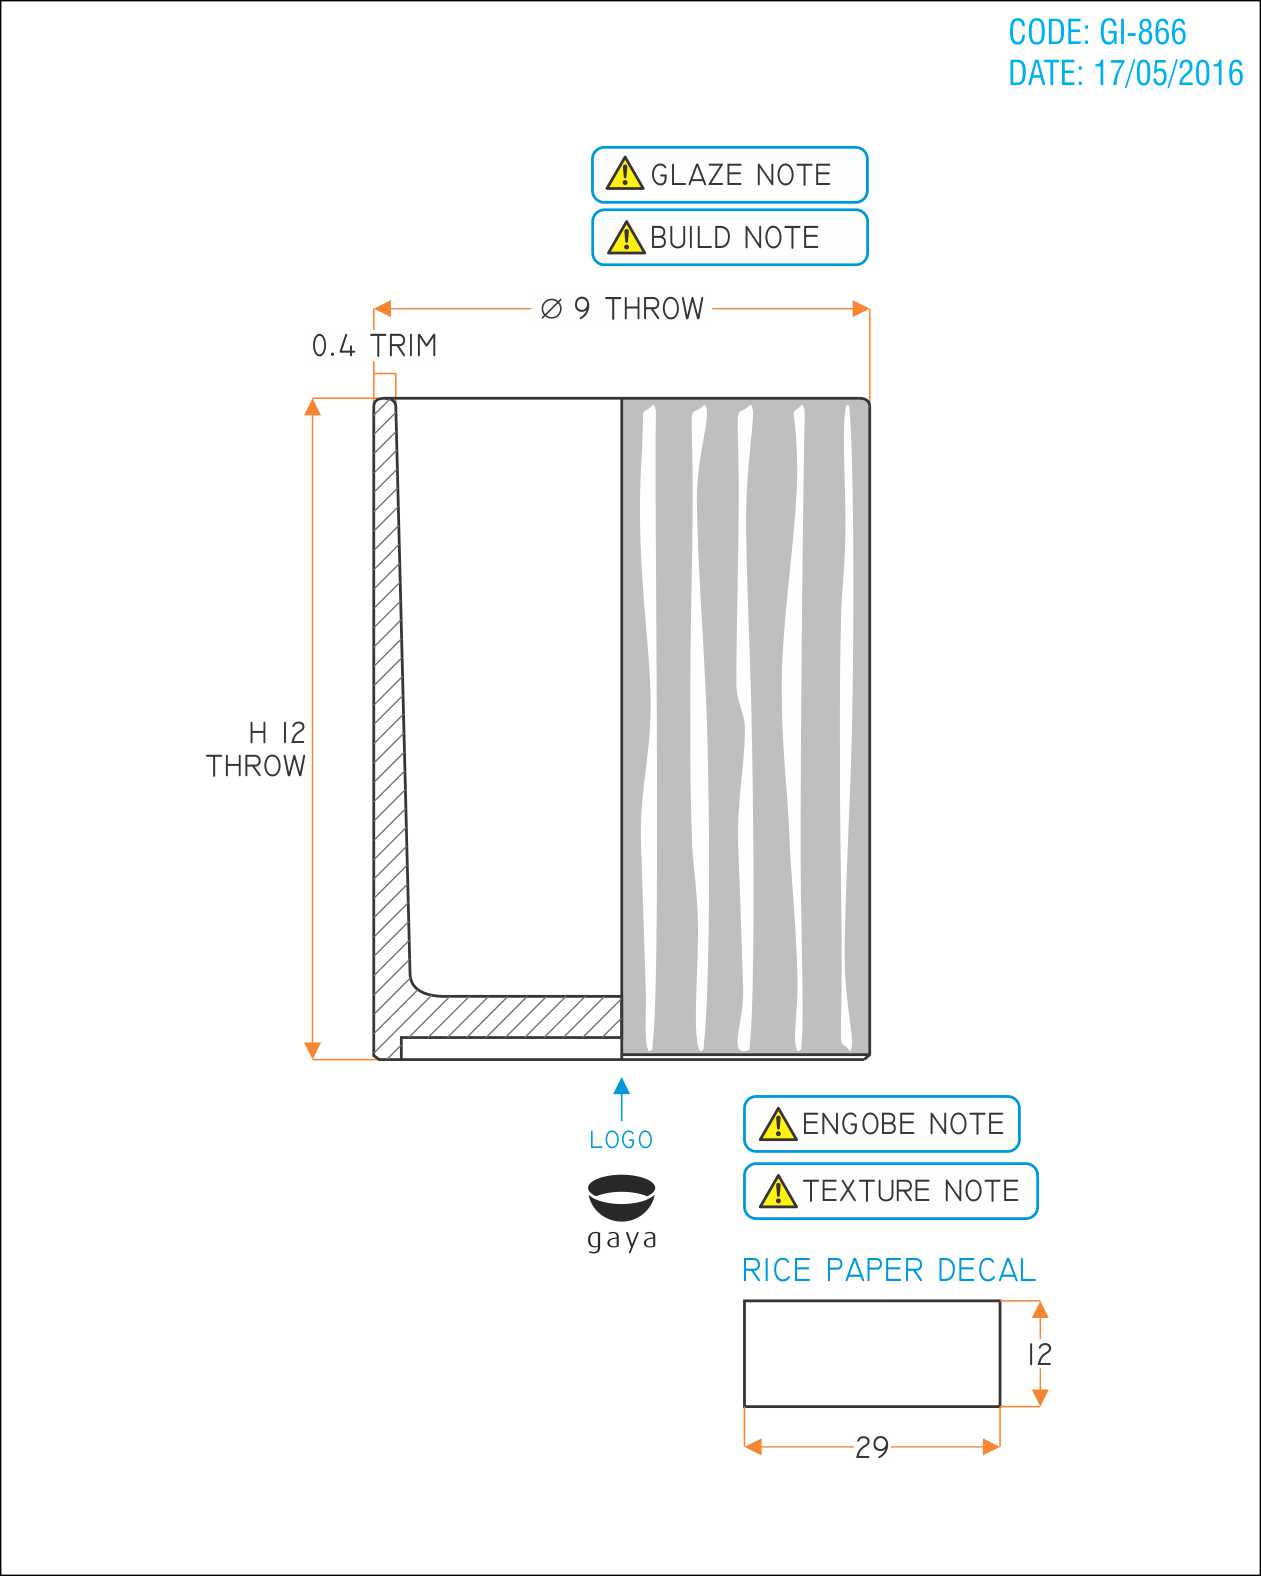 CODE: GI-866
DATE: 17/05/2016
GLAZE NOTE
BUILD NOTE
Ø 9 THROW
0.4 TRIM
H 12
THROW
LOGO
gaya
ENGOBE NOTE
TEXTURE NOTE
RICE PAPER DECAL
12
29